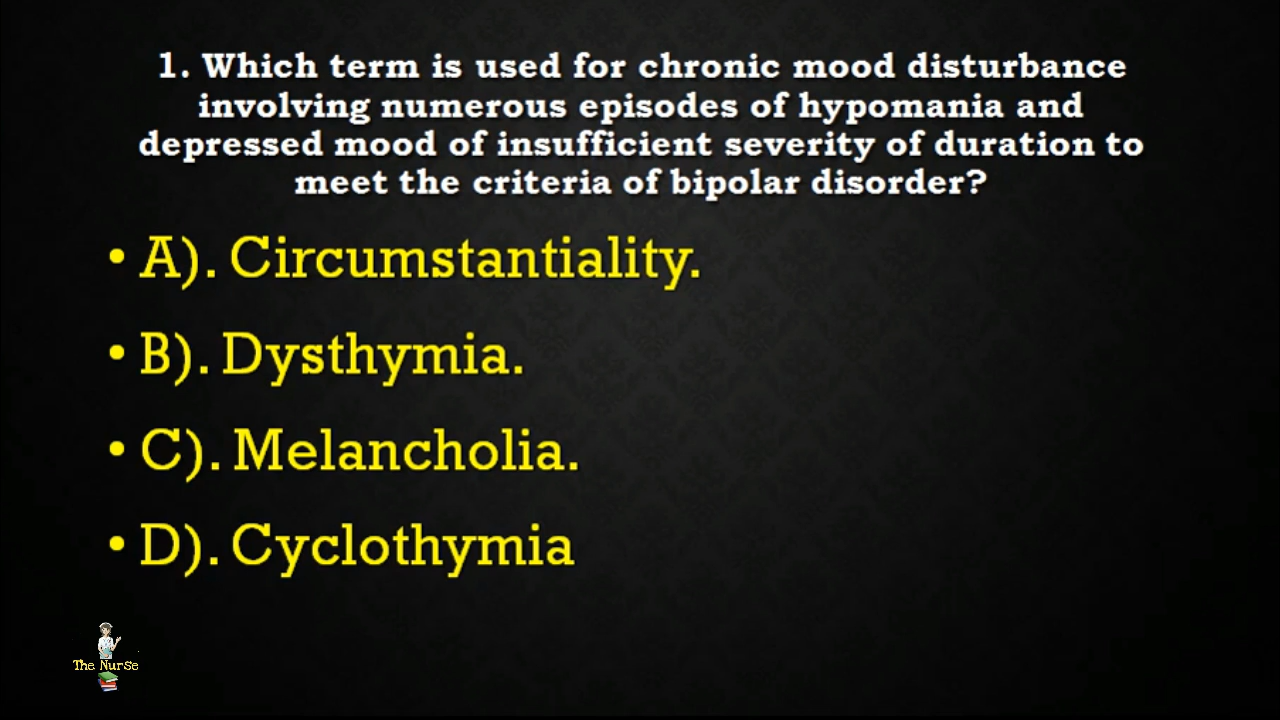 1. Which term is used for chronic mood disturbance
involving numerous episodes of hypomania and
depressed mood of insufficient severity of duration to
meet the criteria of bipolar disorder?
• A). Circumstantiality.
• B). Dysthymia.
• C). Melancholia.
• D). Cyclothymia
The Nurse